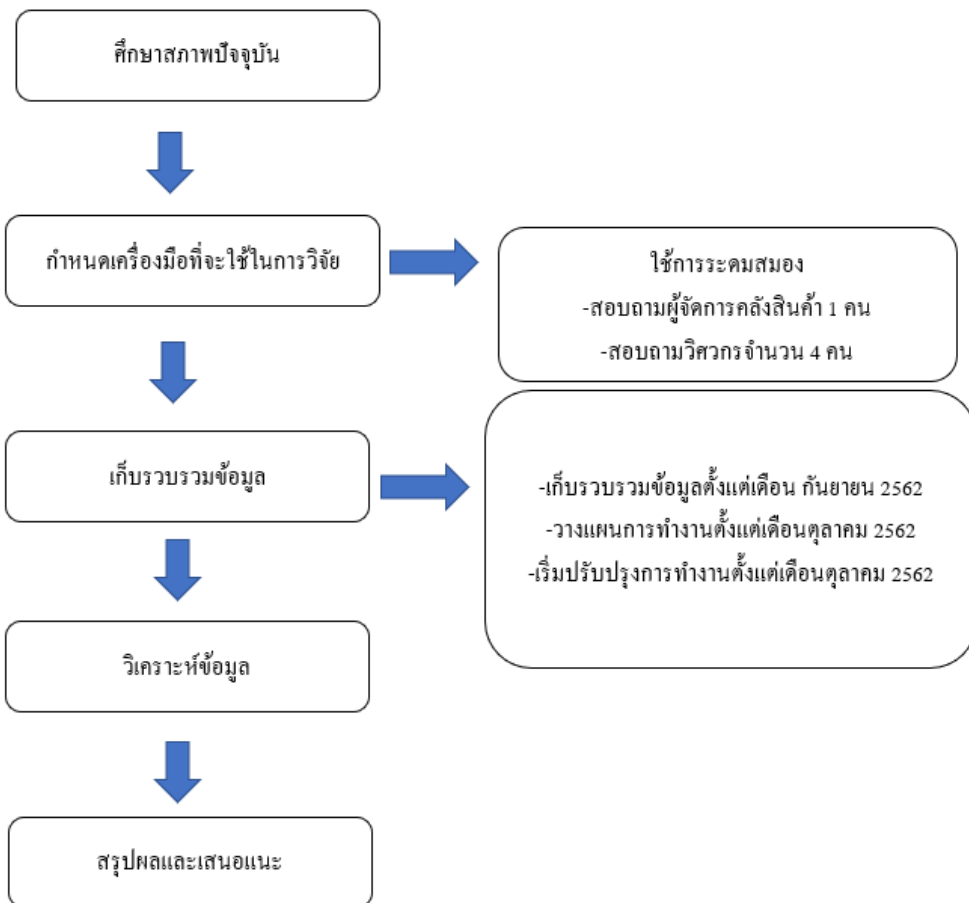 ศึกษาสภาพปัจจุบัน
กำหนดเครื่องมือที่จะใช้ในการวิจัย
ใช้การระดมสมอง
-สอบถามผู้จัดการคลังสินค้า 1 คน
-สอบถามวิศวกรจำนวน 4 คน
เก็บรวบรวมข้อมูล
-เก็บรวบรวมข้อมูลตั้งแต่เดือน กันยายน 2562
-วางแผนการทำงานตั้งแต่เดือนตุลาคม 2562
-เริ่มปรับปรุงการทำงานตั้งแต่เดือนตุลาคม 2562
วิเคราะห์ข้อมูล
สรุปผลและเสนอแนะ